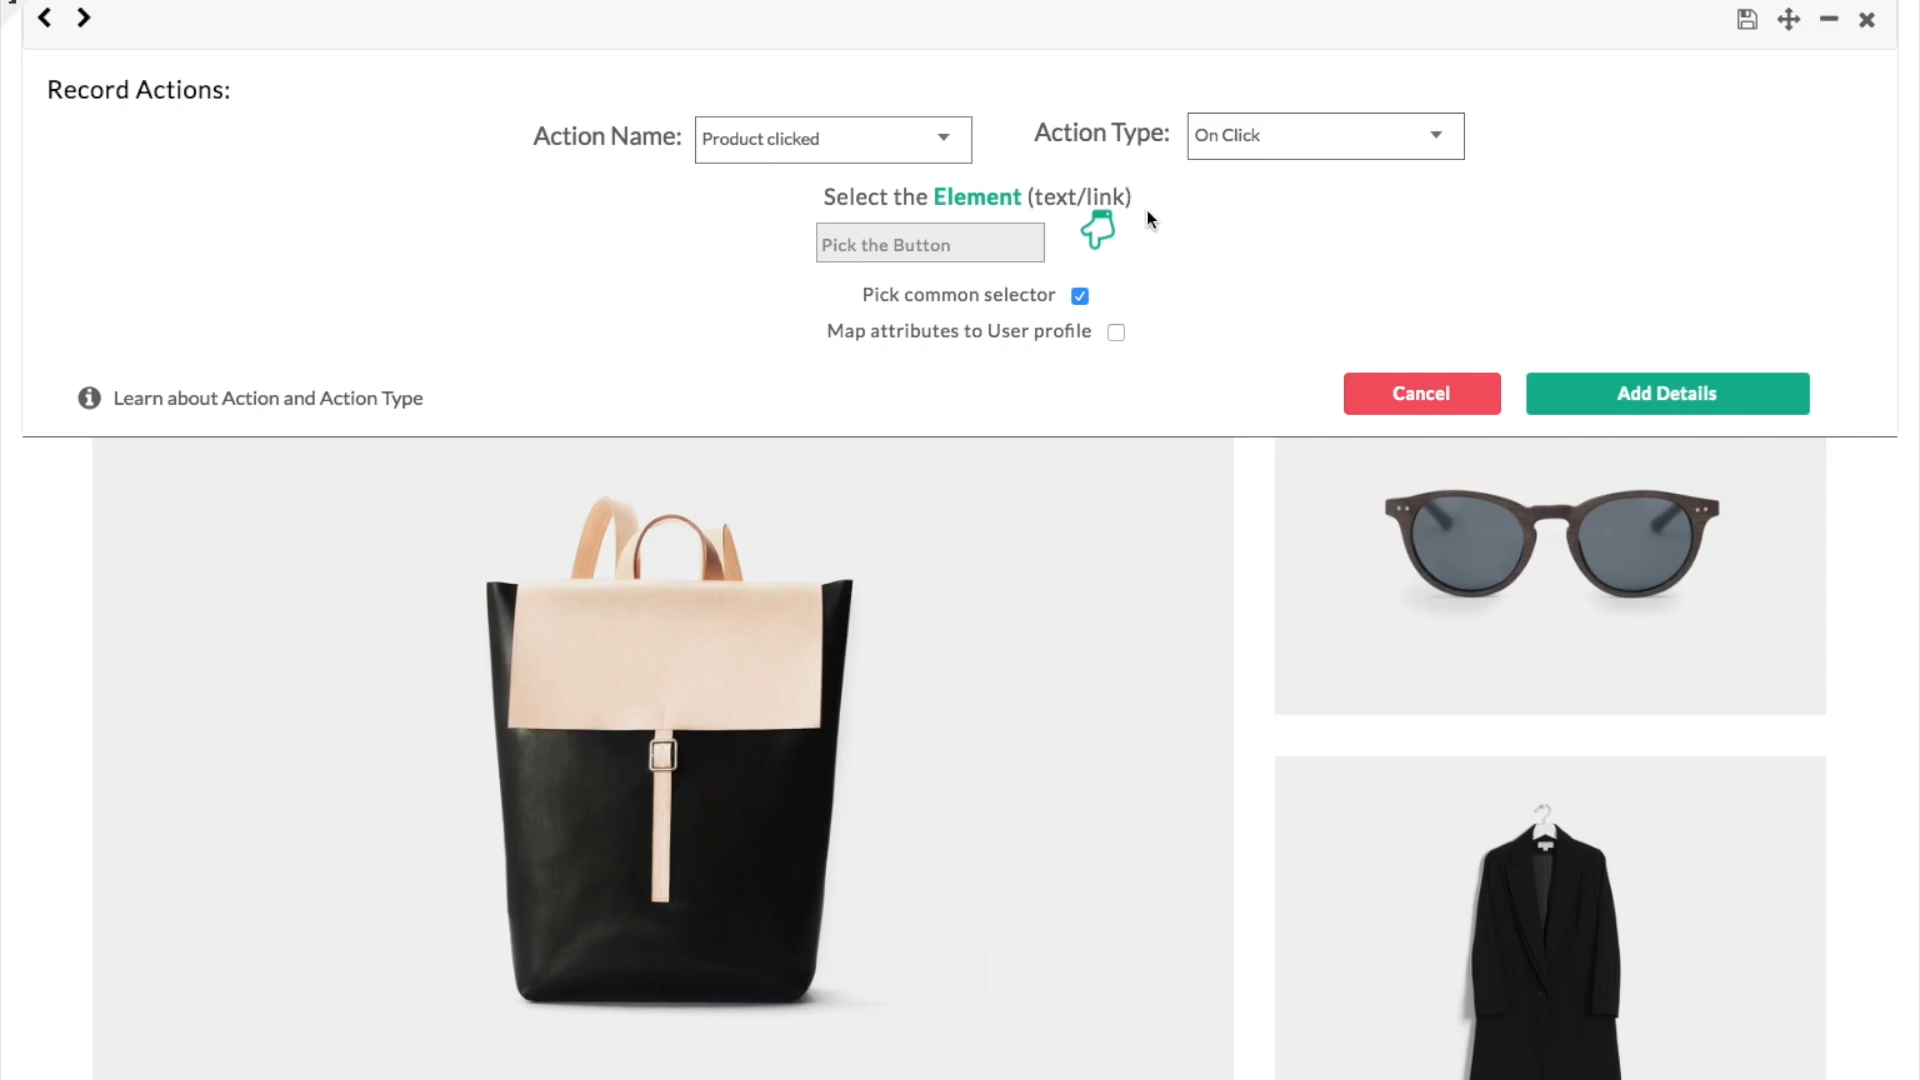 Record Actions:
Action Name: Product clicked
Action Type: On Click
Select the Element (text/link)
Pick the Button
Pick common selector
Map attributes to User profile
Learn about Action and Action Type
Cancel
Add Details